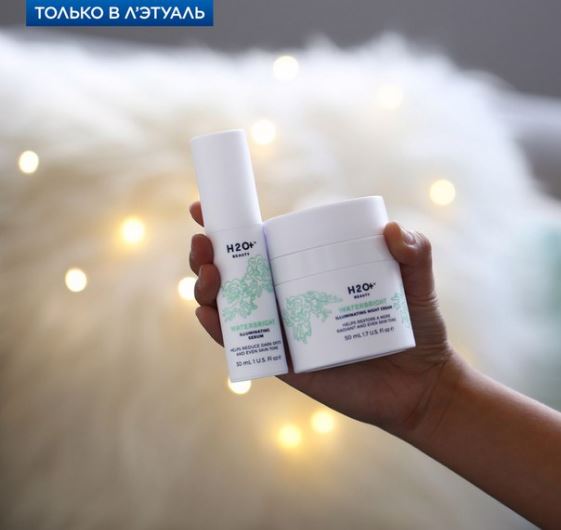 ТОЛЬКО В Л'ЭТУАЛЬ
H2O+
BEAUTY
WATERBRIGHT
ILLUMINATING
SERUM
HELPS REDUCE DARK SPOTS
AND EVEN SKIN TONE
30 mL 1 U.S. Fl oz ℮
H2O+
BEAUTY
WATERBRIGHT
ILLUMINATING NIGHT CREAM
HELPS RESTORE A MORE
RADIANT AND EVEN SKIN TONE
50 mL 1.7 U.S. Fl oz ℮